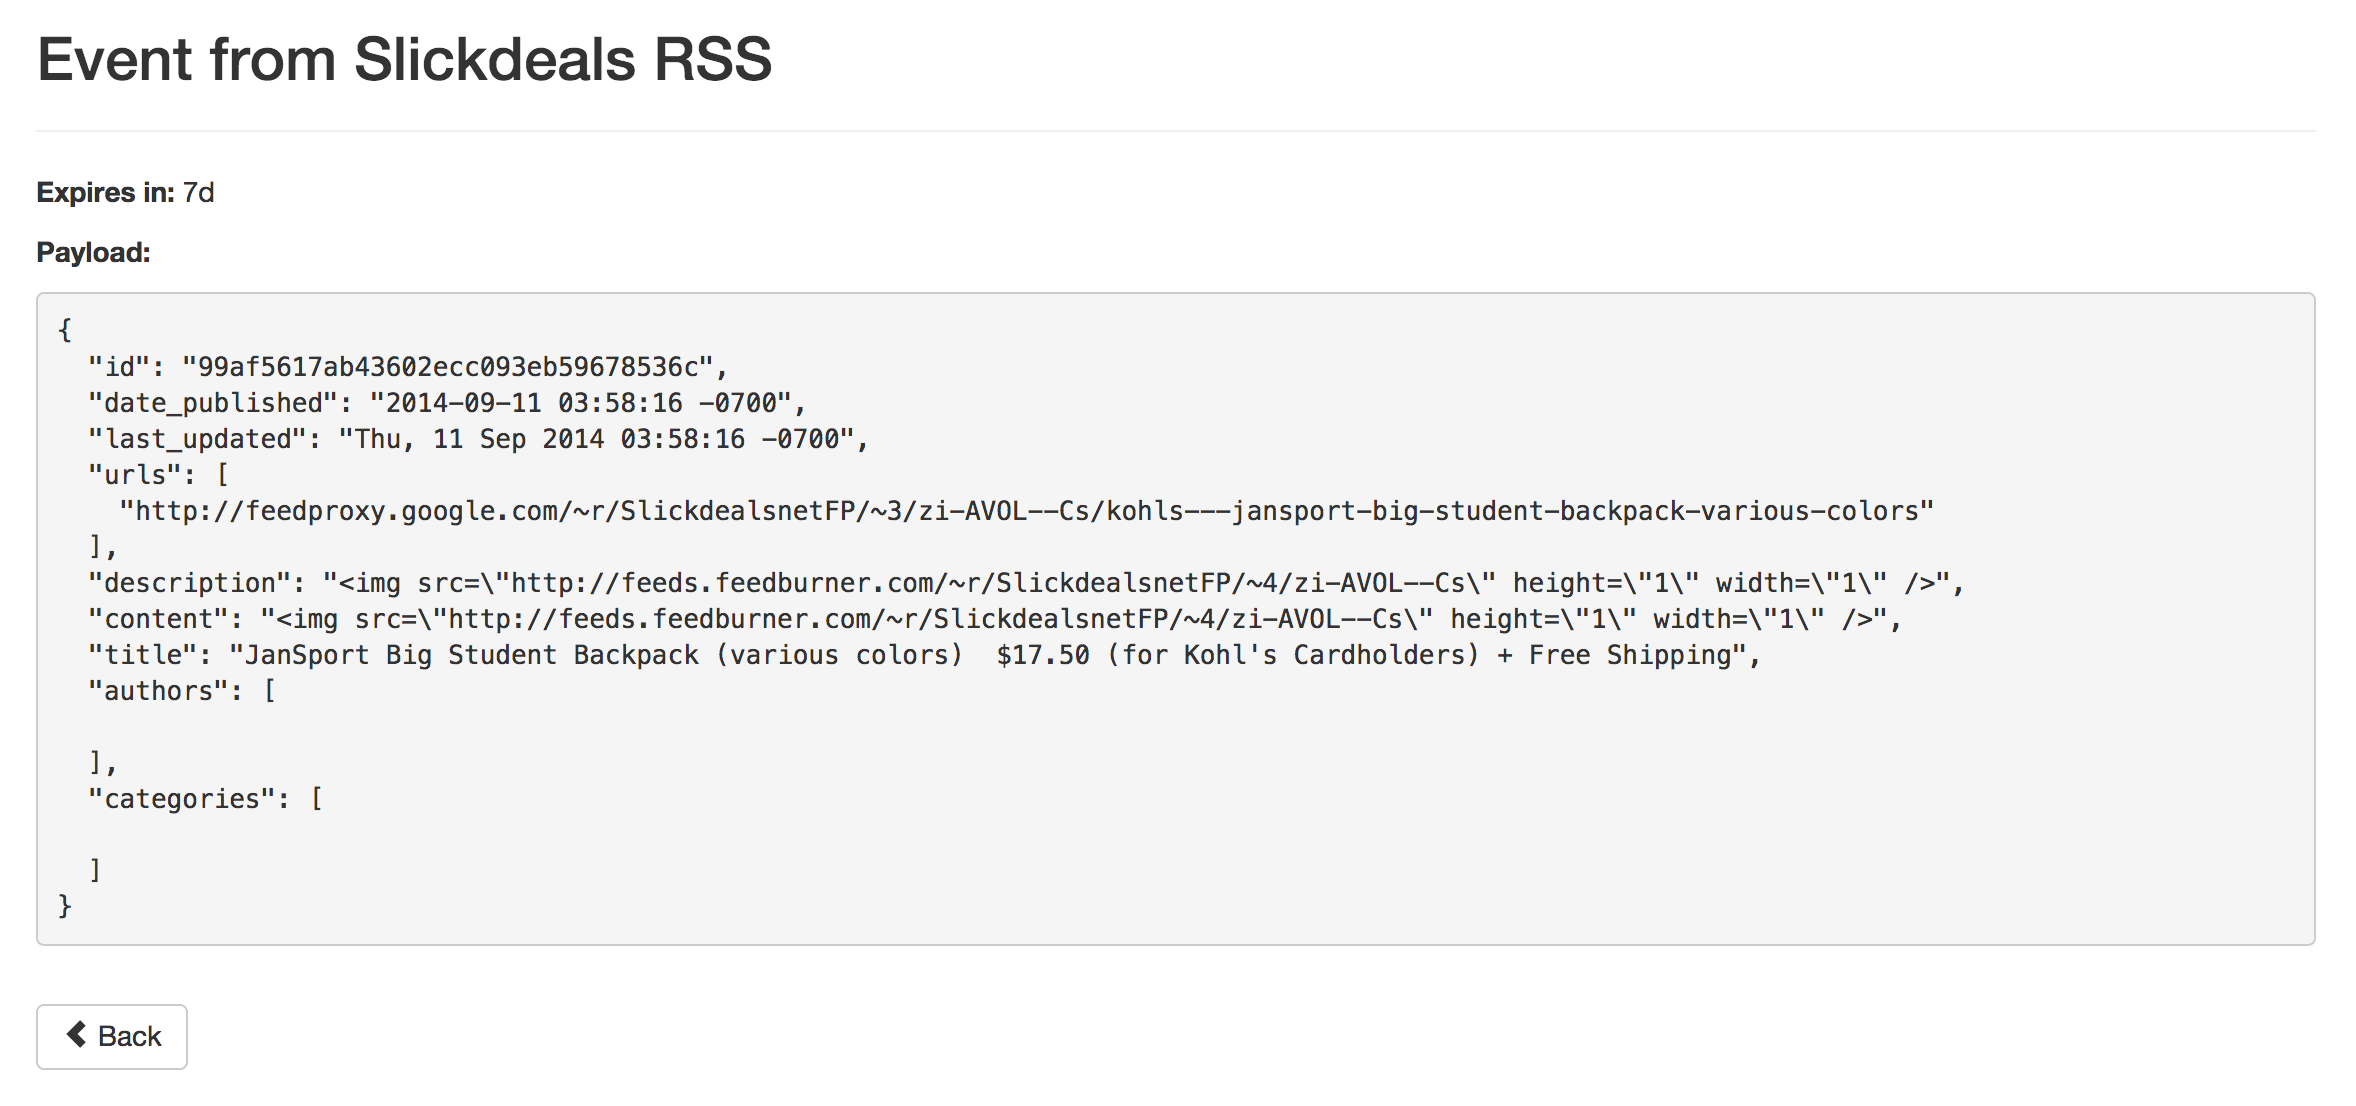 Event from Slickdeals RSS
Expires in: 7d
Payload:
{
  "id": "99af5617ab43602ecc093eb59678536c",
  "date_published": "2014-09-11 03:58:16 -0700",
  "last_updated": "Thu, 11 Sep 2014 03:58:16 -0700",
  "urls": [
    "http://feedproxy.google.com/~r/SlickdealsnetFP/~3/zi-AVOL--Cs/kohls---jansport-big-student-backpack-various-colors"
  ],
  "description": "<img src=\"http://feeds.feedburner.com/~r/SlickdealsnetFP/~4/zi-AVOL--Cs\" height=\"1\" width=\"1\" />",
  "content": "<img src=\"http://feeds.feedburner.com/~r/SlickdealsnetFP/~4/zi-AVOL--Cs\" height=\"1\" width=\"1\" />",
  "title": "JanSport Big Student Backpack (various colors)  $17.50 (for Kohl's Cardholders) + Free Shipping",
  "authors": [

  ],
  "categories": [

  ]
}
Back